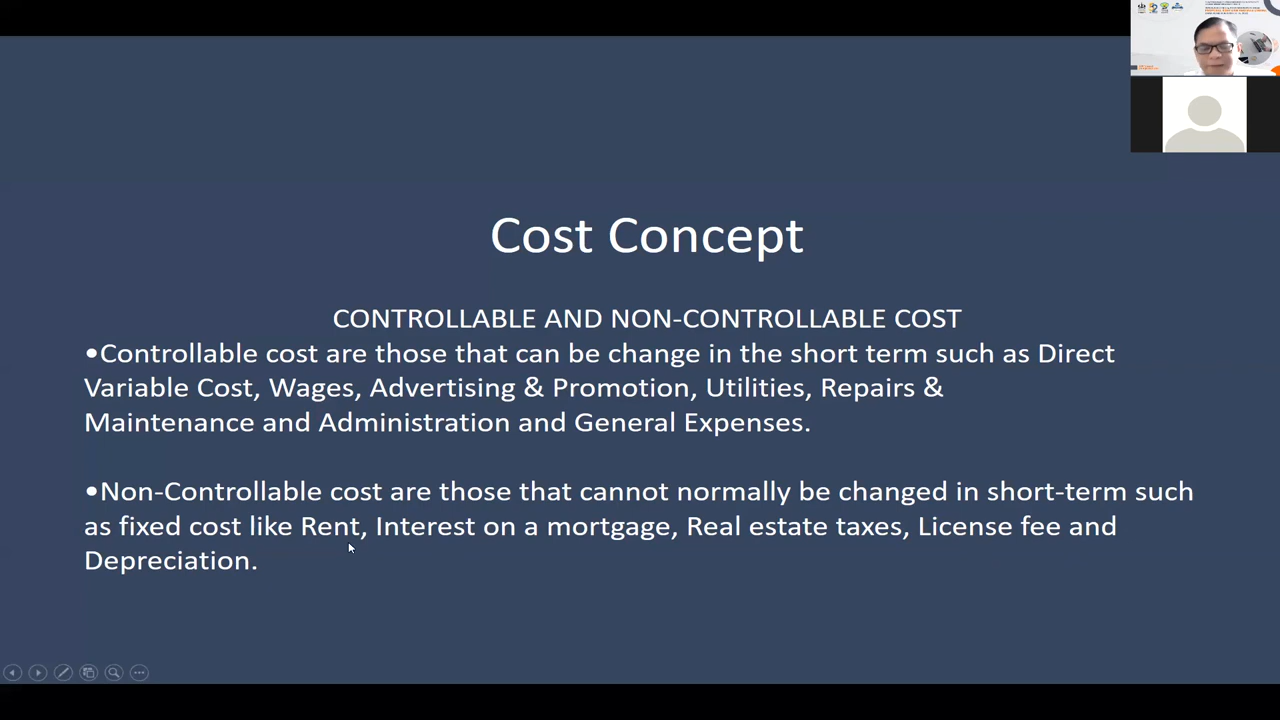 Cost Concept
CONTROLLABLE AND NON-CONTROLLABLE COST
•Controllable cost are those that can be change in the short term such as Direct
Variable Cost, Wages, Advertising & Promotion, Utilities, Repairs &
Maintenance and Administration and General Expenses.
•Non-Controllable cost are those that cannot normally be changed in short-term such
as fixed cost like Rent, Interest on a mortgage, Real estate taxes, License fee and
Depreciation.